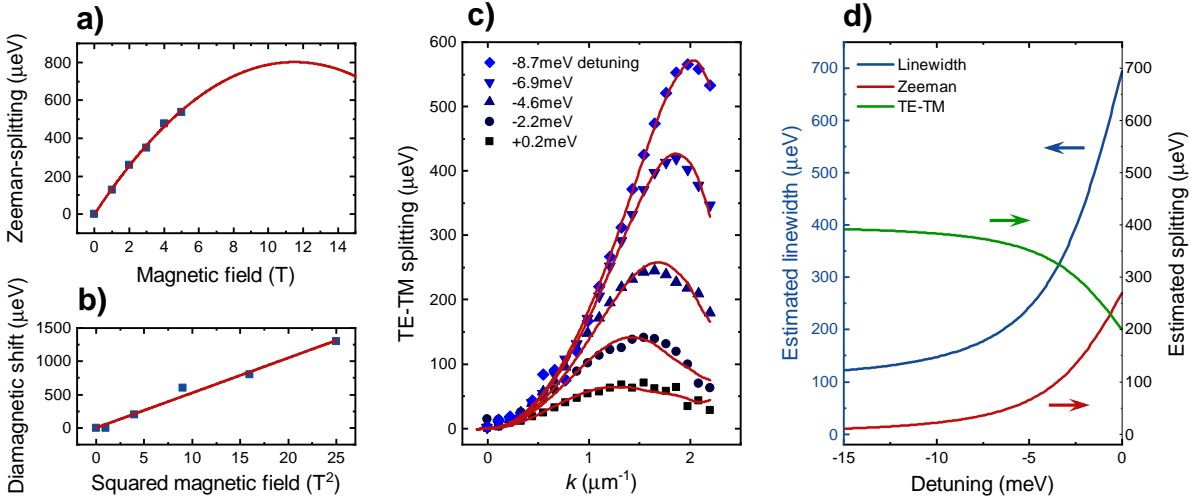 a)
Zeeman-splitting (µeV)
800
600
400
200
0
0 2 4 6 8 10 12 14
Magnetic field (T)
b)
Diamagnetic shift (µeV)
1500
1000
500
0
0 5 10 15 20 25
Squared magnetic field (T²)
c)
TE-TM splitting (µeV)
600
500
400
300
200
100
0
-8.7meV detuning
-6.9meV
-4.6meV
-2.2meV
+0.2meV
0 1 2
k (µm⁻¹)
d)
Estimated linewidth (µeV)
700
600
500
400
300
200
100
0
Linewidth
Zeeman
TE-TM
700
600
500
400
300
200
100
0
Estimated splitting (µeV)
-15 -10 -5 0
Detuning (meV)